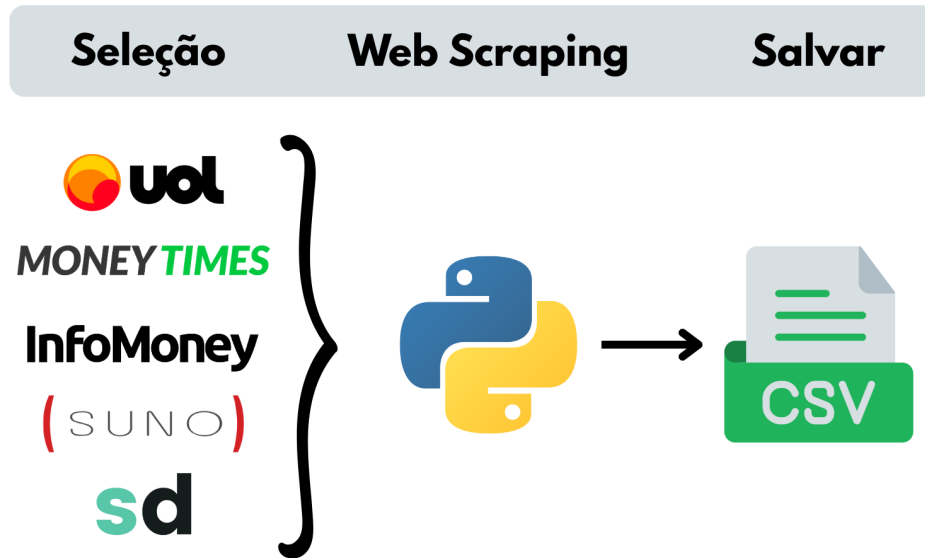 Seleção
Web Scraping
Salvar
uol
MONEY TIMES
InfoMoney
(SUNO)
sd
CSV